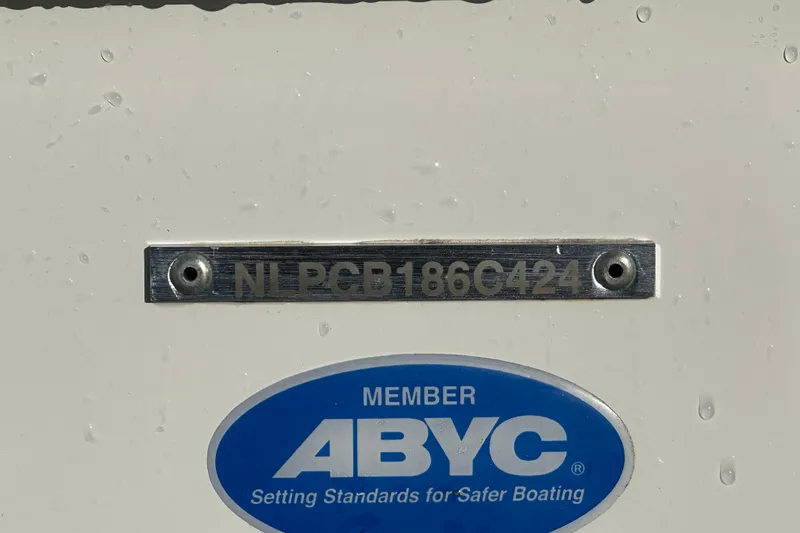 NLPCB186C424
MEMBER
ABYC®
Setting Standards for Safer Boating